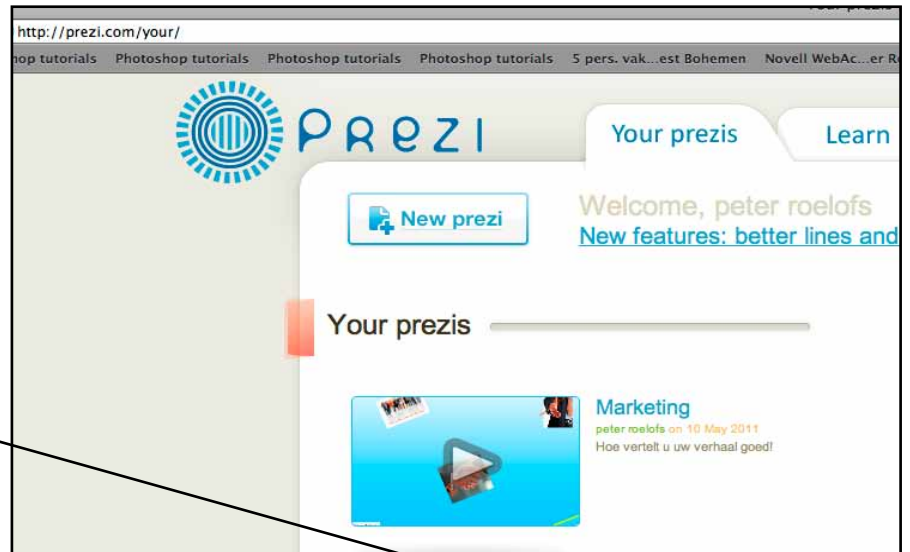 http://prezi.com/your/
hop tutorials Photoshop tutorials Photoshop tutorials Photoshop tutorials 5 pers. vak...est Bohemen Novell WebAc...er R
PREZI
Your prezis Learn
New prezi
Welcome, peter roelofs
New features: better lines and
Your prezis
Marketing
peter roelofs on 10 May 2011
Hoe vertelt u uw verhaal goed!